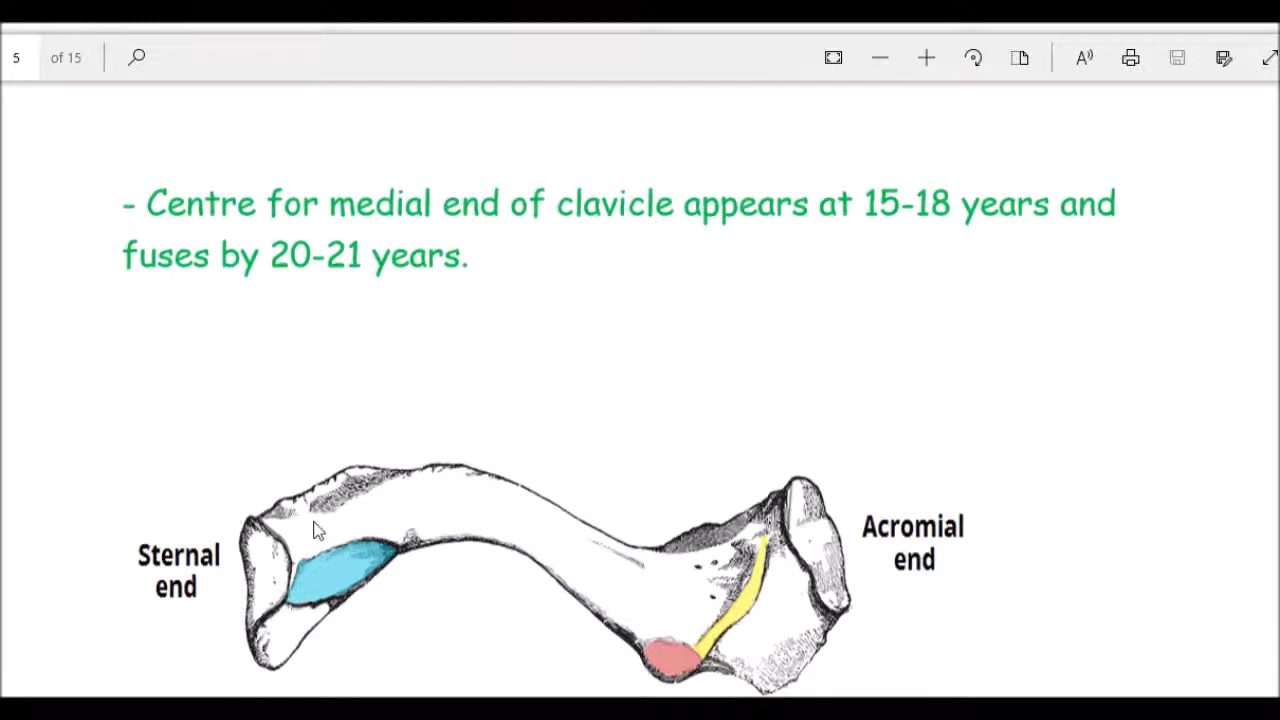 5 of 15
- Centre for medial end of clavicle appears at 15-18 years and
fuses by 20-21 years.
Sternal
end
Acromial
end